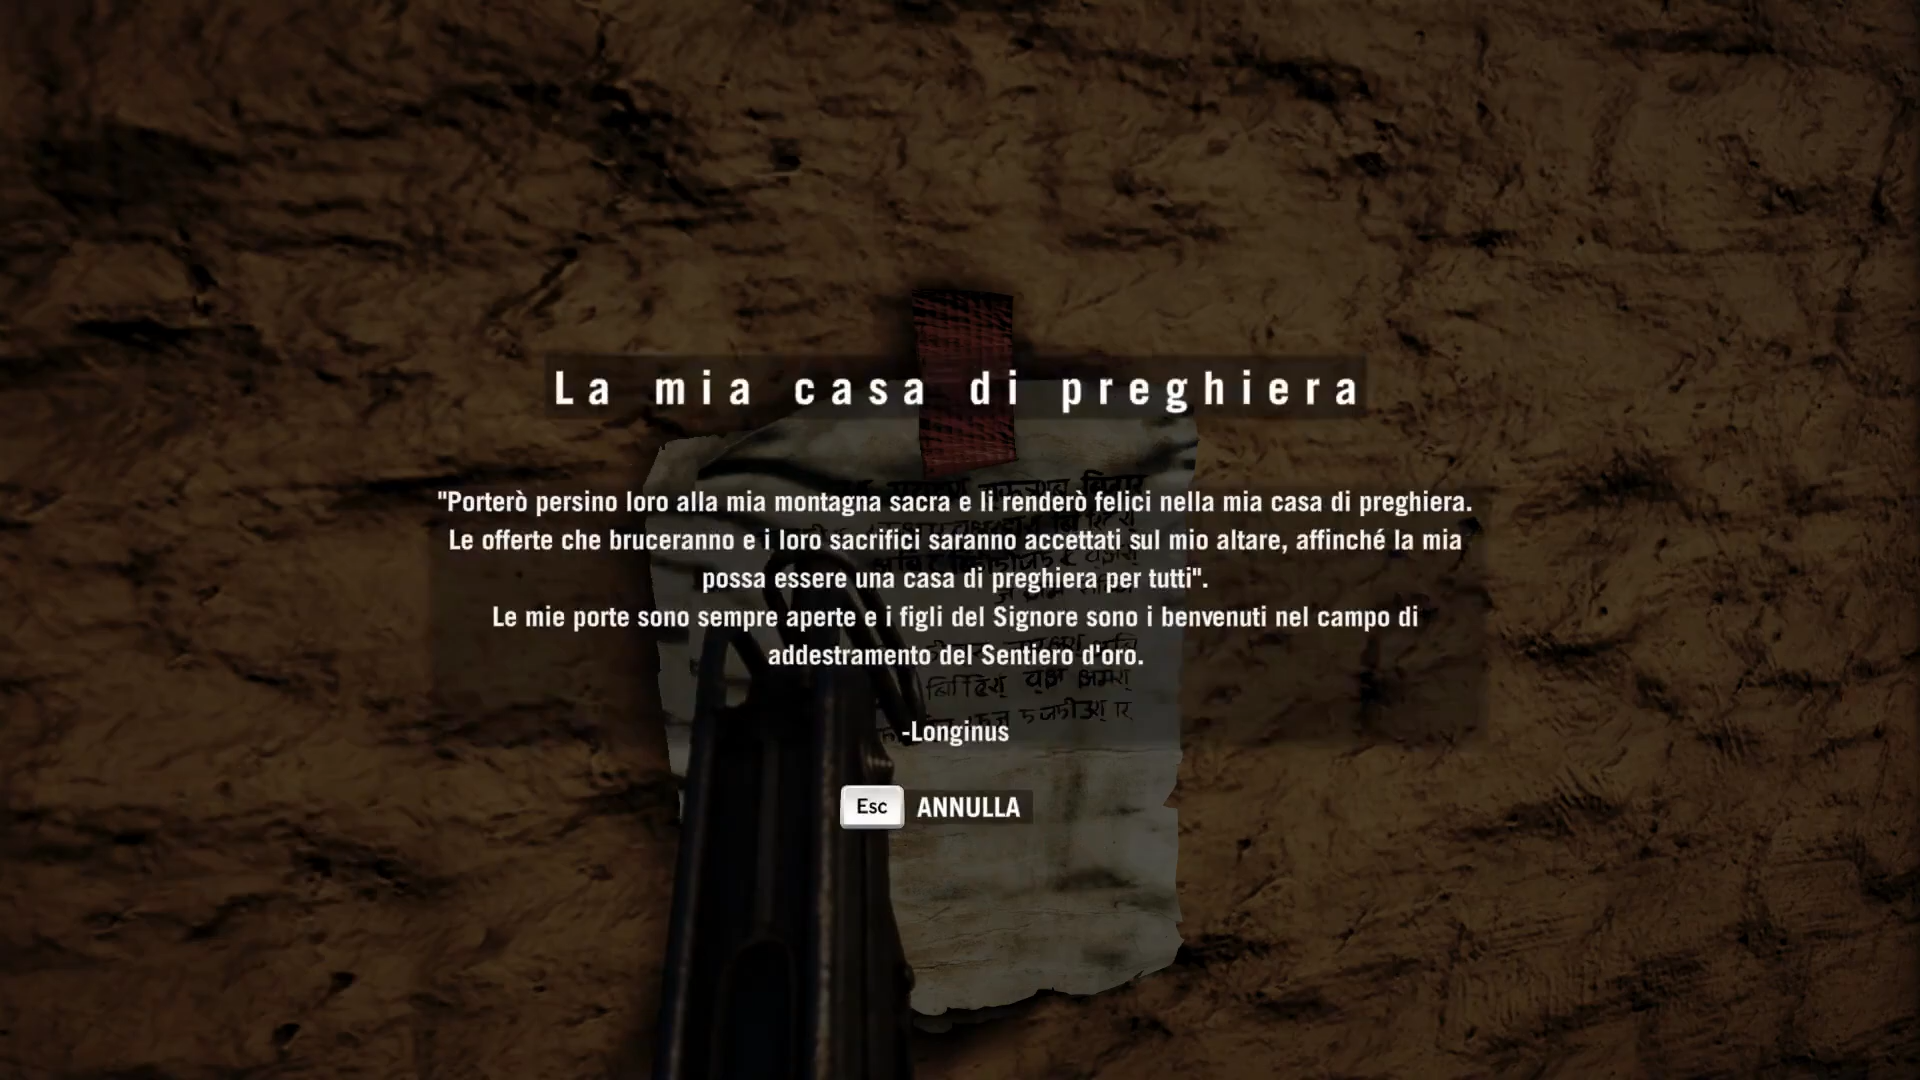 La mia casa di preghiera
"Porterò persino loro alla mia montagna sacra e li renderò felici nella mia casa di preghiera.
Le offerte che bruceranno e i loro sacrifici saranno accettati sul mio altare, affinché la mia
possa essere una casa di preghiera per tutti".
Le mie porte sono sempre aperte e i figli del Signore sono i benvenuti nel campo di
addestramento del Sentiero d'oro.
-Longinus
Esc ANNULLA